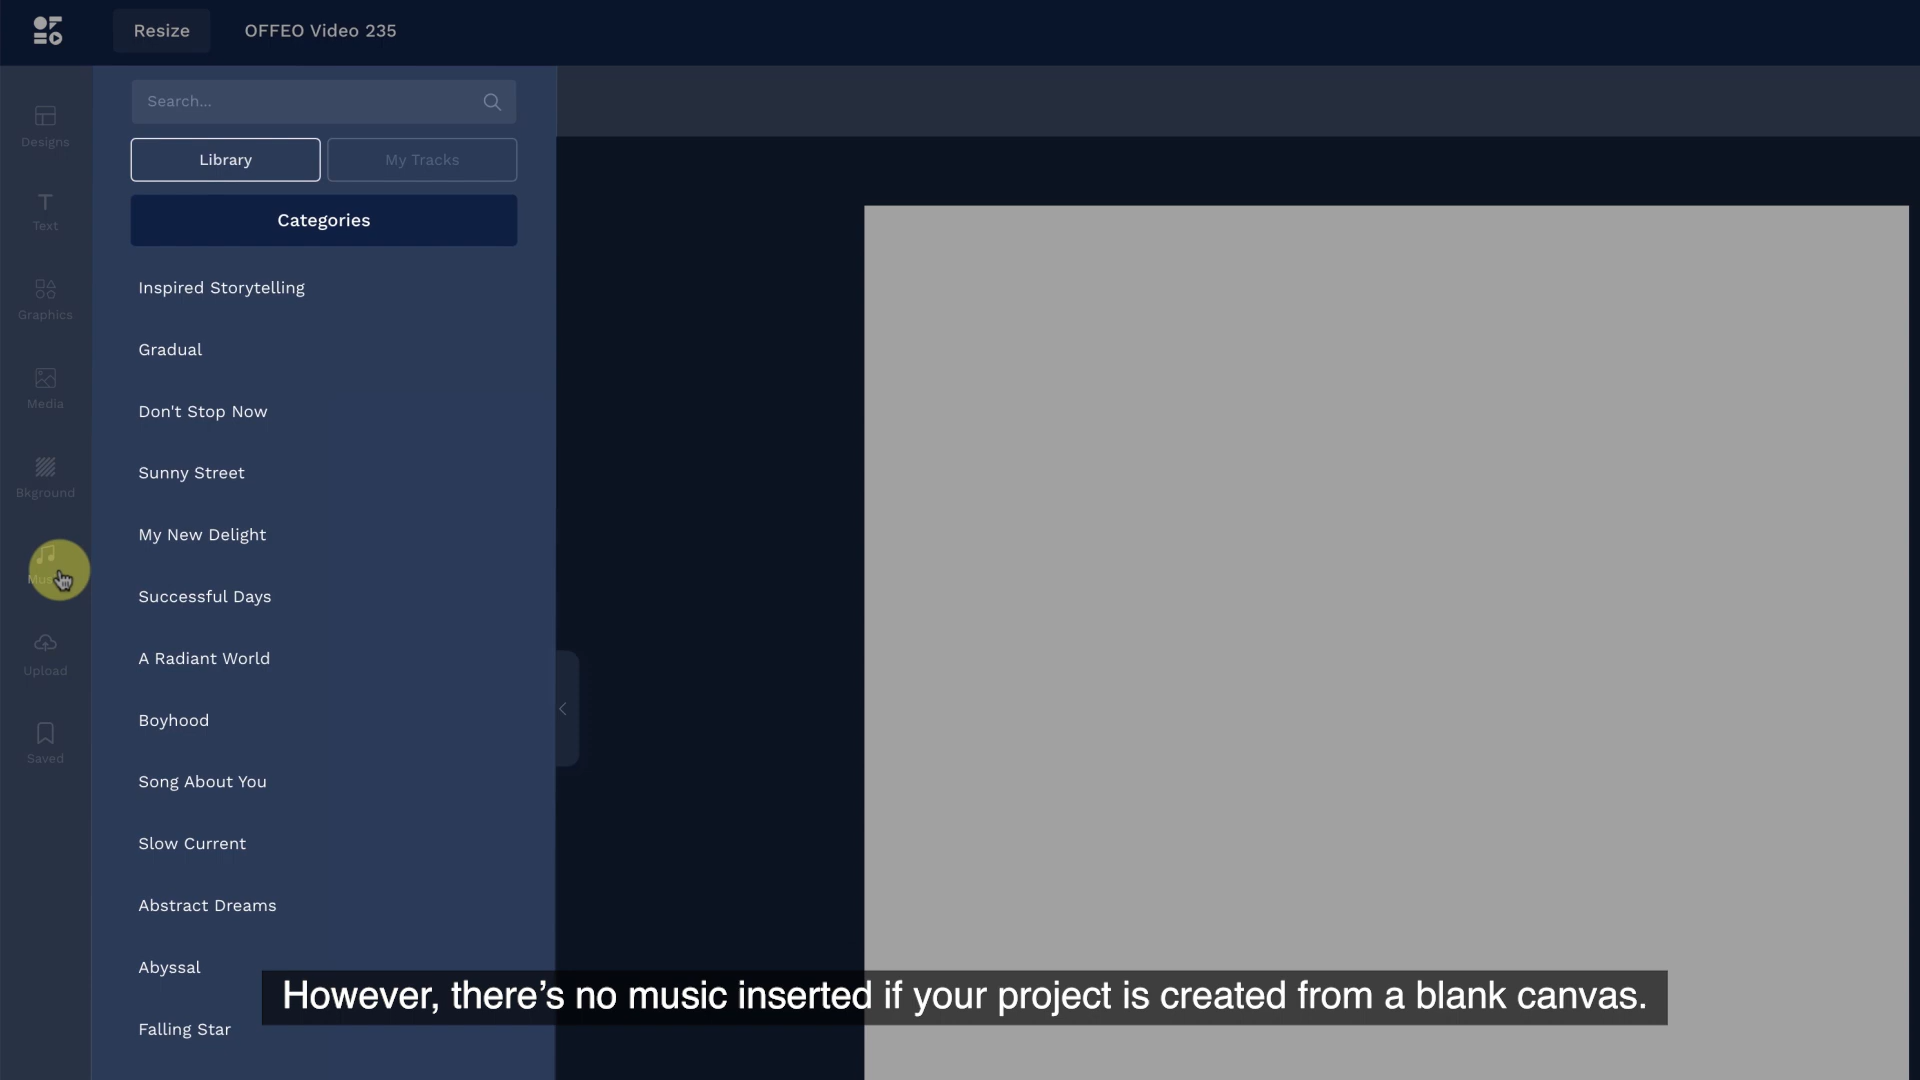 Resize
OFFEO Video 235
Search...
Library
My Tracks
Categories
Designs
Text
Graphics
Media
Bkground
Upload
Saved
Inspired Storytelling
Gradual
Don't Stop Now
Sunny Street
My New Delight
Successful Days
A Radiant World
Boyhood
Song About You
Slow Current
Abstract Dreams
Abyssal
Falling Star
However, there’s no music inserted if your project is created from a blank canvas.